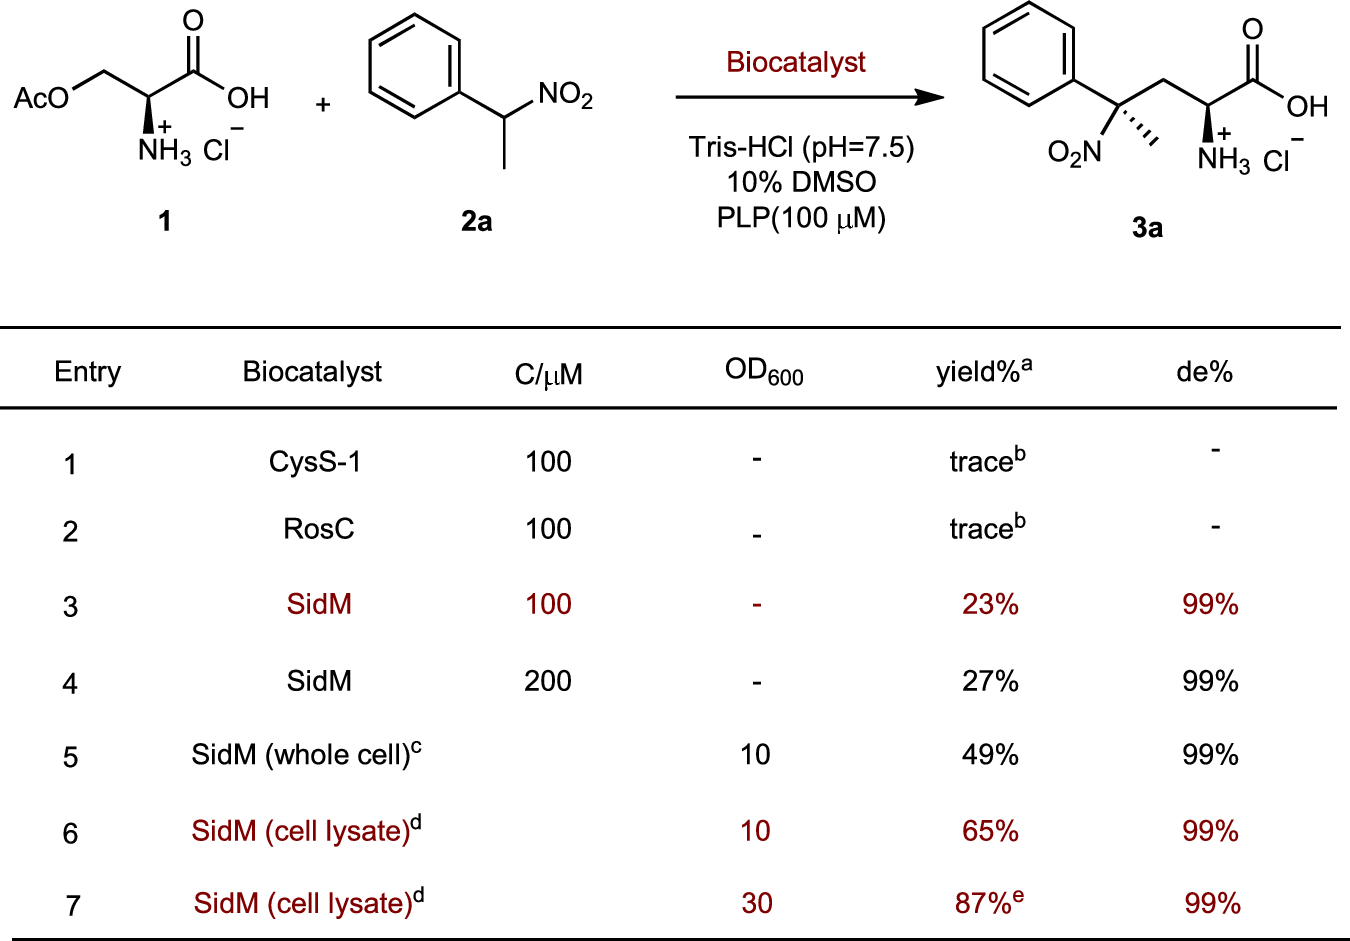 O
AcO
OH
+
NH3 Cl−
1
+
NO2
2a
Biocatalyst
Tris-HCl (pH=7.5)
10% DMSO
PLP(100 μM)
O
OH
O2N
+
NH3 Cl−
3a
Entry Biocatalyst C/μM OD600 yield%a de%
1 CysS-1 100 - traceb -
2 RosC 100 - traceb -
3 SidM 100 - 23% 99%
4 SidM 200 - 27% 99%
5 SidM (whole cell)c 10 49% 99%
6 SidM (cell lysate)d 10 65% 99%
7 SidM (cell lysate)d 30 87%e 99%